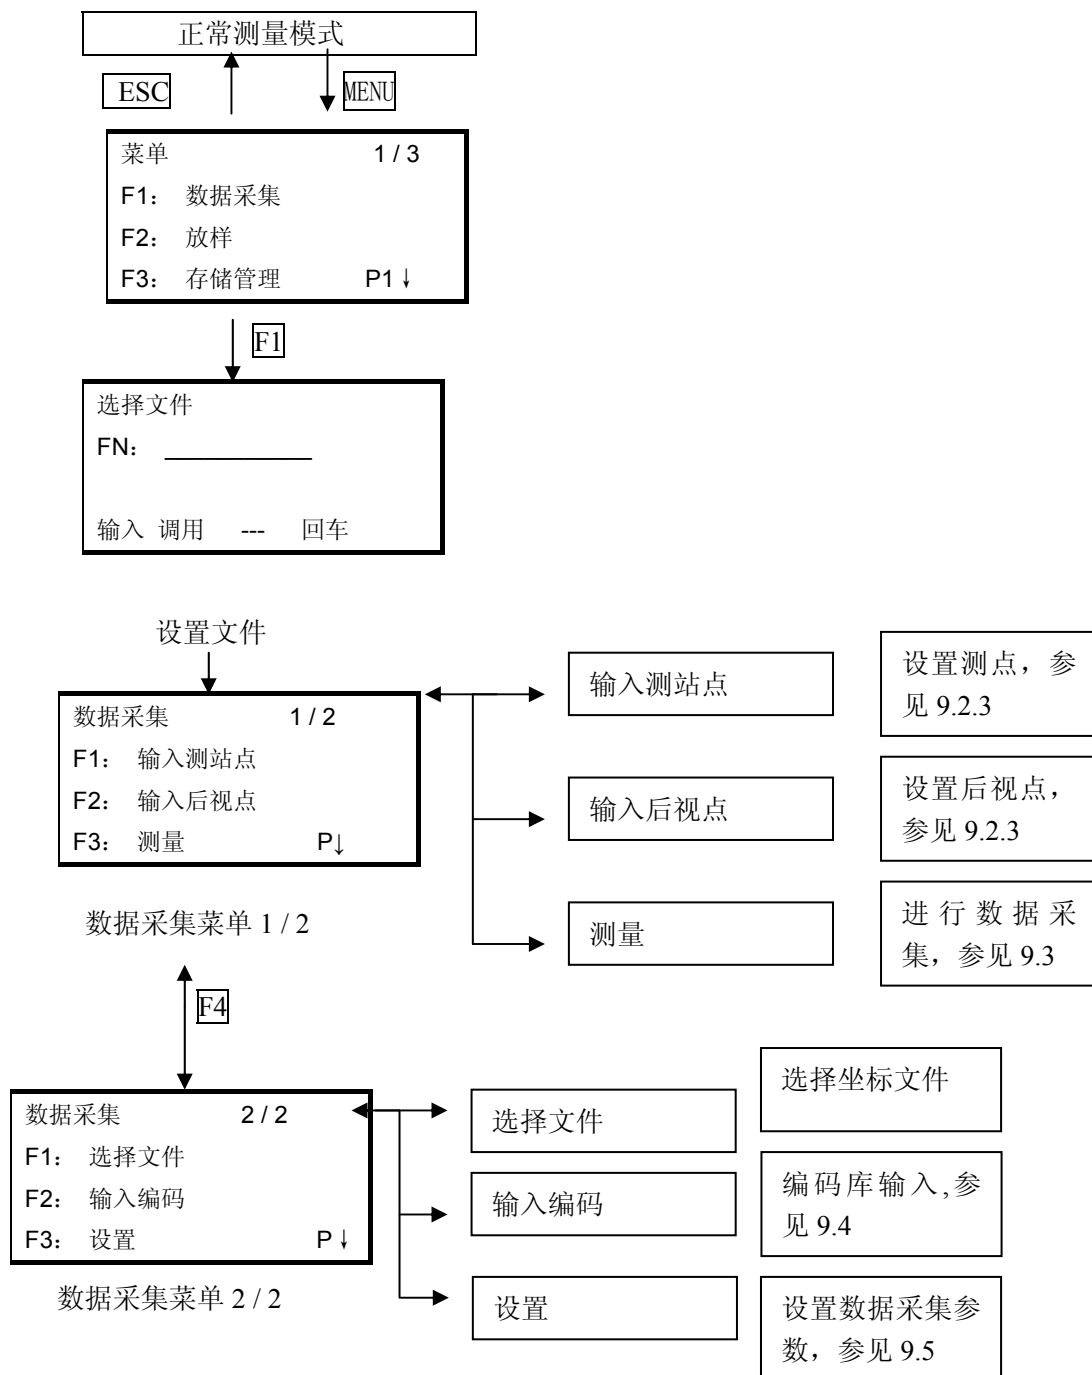 正常测量模式
ESC
MENU
菜单 1 / 3
F1： 数据采集
F2： 放样
F3： 存储管理 P1↓
F1
选择文件
FN： ___________
输入 调用 --- 回车
设置文件
数据采集 1 / 2
F1： 输入测站点
F2： 输入后视点
F3： 测量 P↓
数据采集菜单 1 / 2
输入测站点
设置测点，参
见 9.2.3
输入后视点
设置后视点，
参见 9.2.3
测量
进行数据采
集，参见 9.3
F4
数据采集 2 / 2
F1： 选择文件
F2： 输入编码
F3： 设置 P↓
数据采集菜单 2 / 2
选择文件
选择坐标文件
输入编码
编码库输入,参
见 9.4
设置
设置数据采集参
数，参见 9.5